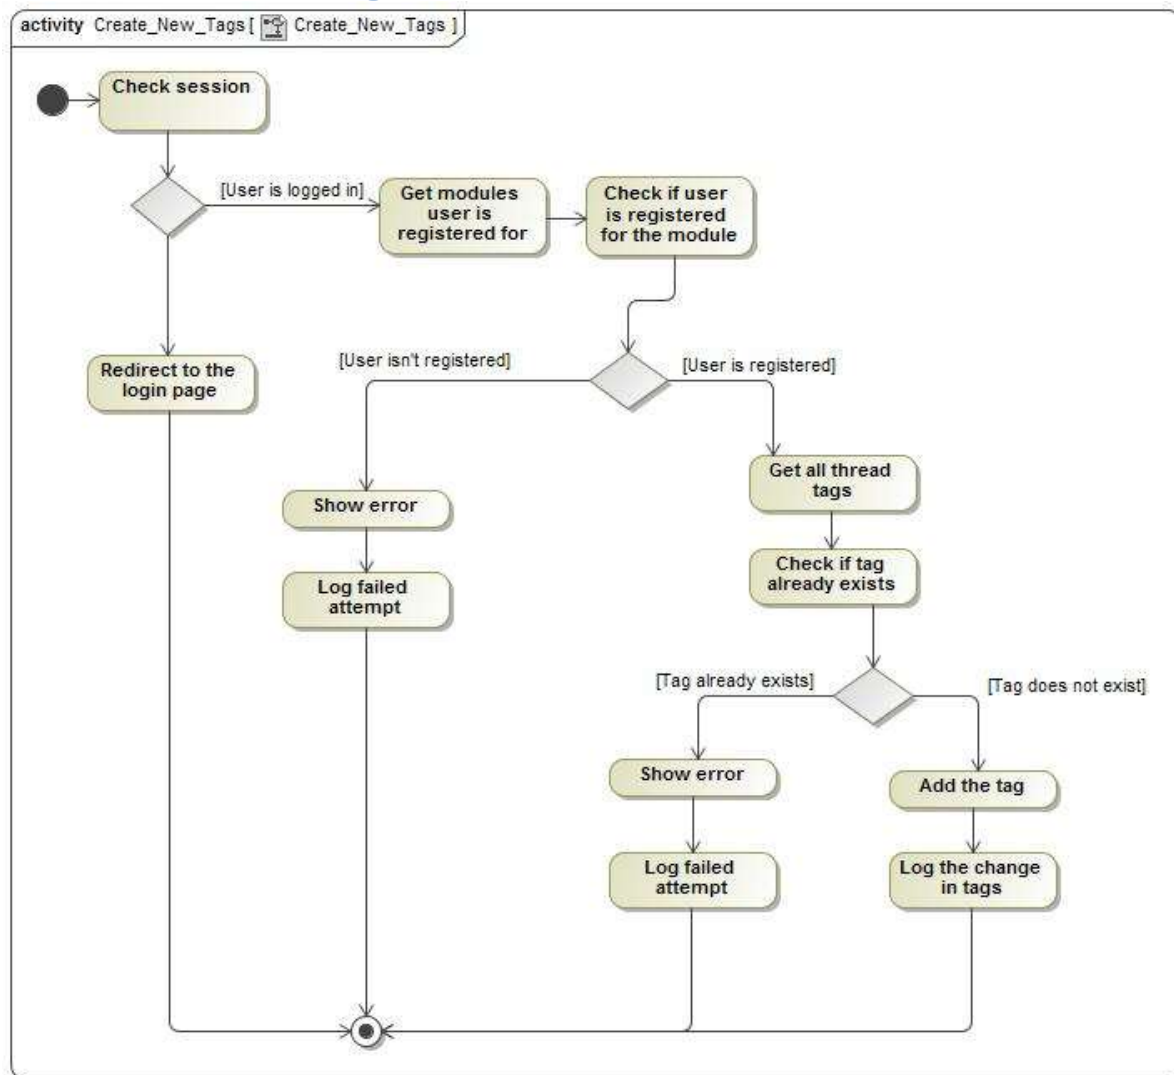 activity Create_New_Tags [ Create_New_Tags ]
Check session
[User is logged in]
Get modules
user is
registered for
Check if user
is registered
for the module
Redirect to the
login page
[User isn't registered]
[User is registered]
Show error
Log failed
attempt
Get all thread
tags
Check if tag
already exists
[Tag already exists]
[Tag does not exist]
Show error
Log failed
attempt
Add the tag
Log the change
in tags